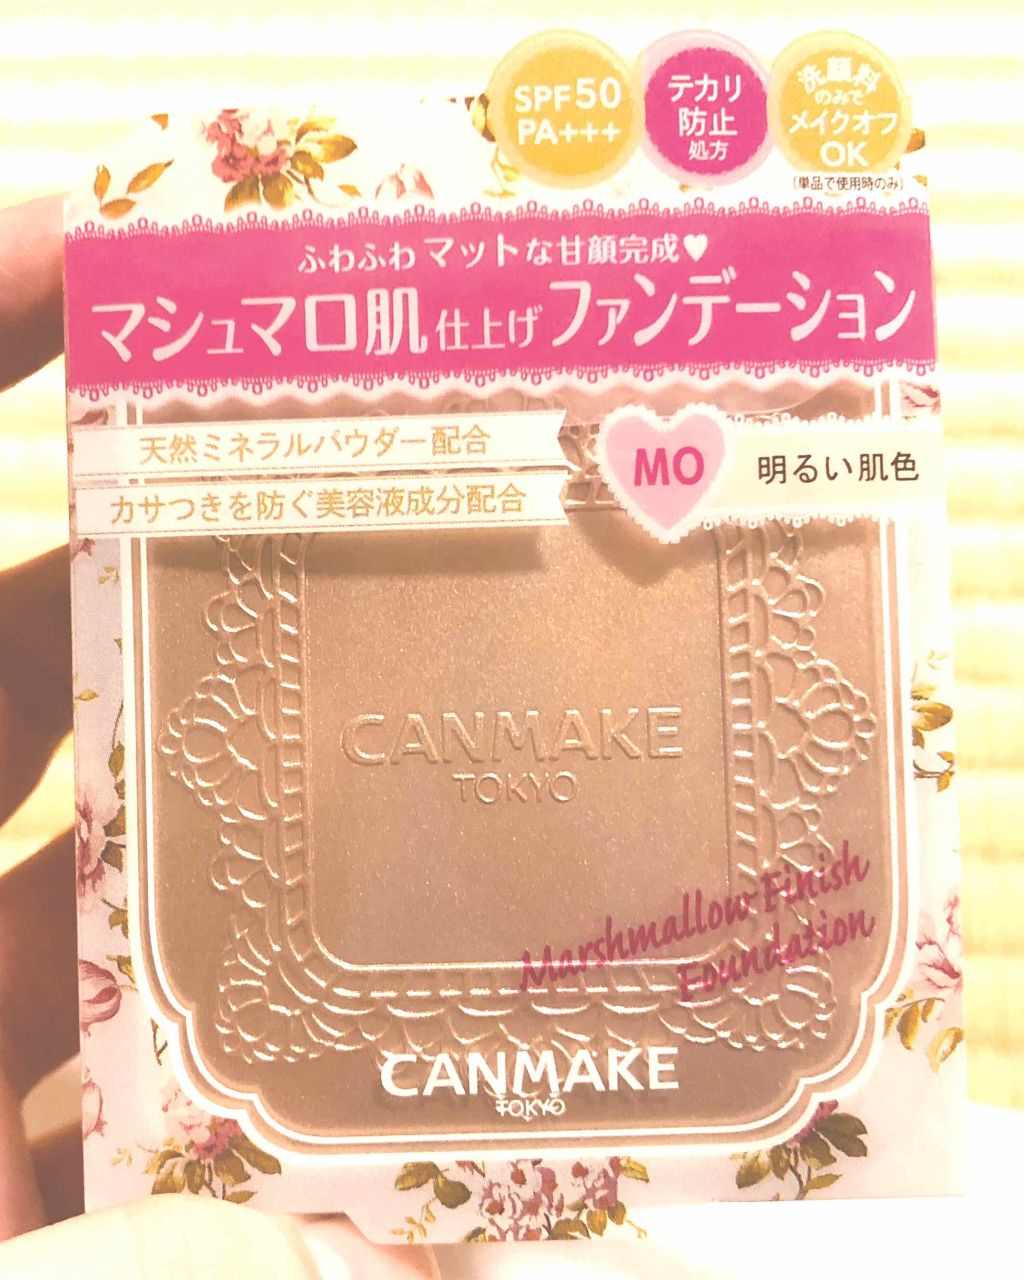 SPF50
PA+++
テカリ
防止
処方
洗顔料
のみで
メイクオフ
OK
(単品で使用時のみ)
ふわふわマットな甘顔完成♥
マシュマロ肌仕上げファンデーション
天然ミネラルパウダー配合
カサつきを防ぐ美容液成分配合
MO 明るい肌色
CANMAKE
TOKYO
Marshmallow Finish
Foundation
CANMAKE
TOKYO